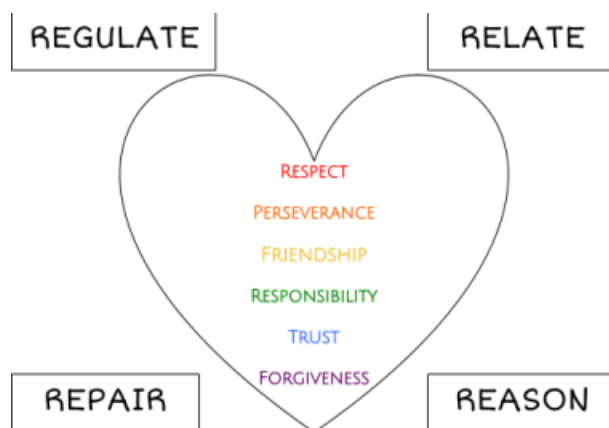 REGULATE
RELATE
RESPECT
PERSEVERANCE
FRIENDSHIP
RESPONSIBILITY
TRUST
FORGIVENESS
REPAIR
REASON